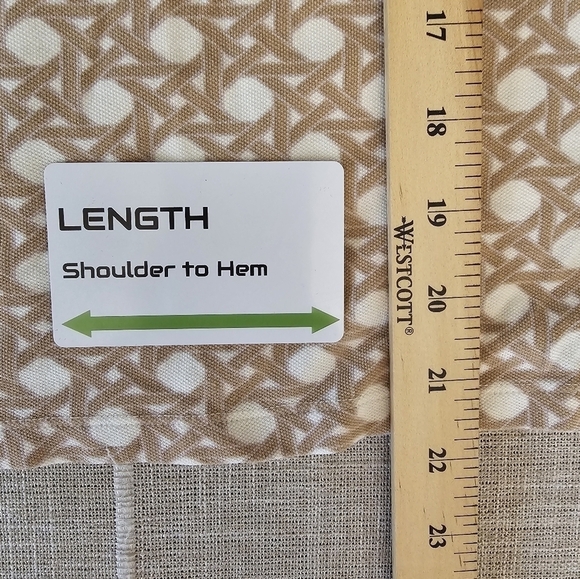 LENGTH
Shoulder to Hem
17
18
19
WESTCOTT®
20
21
22
23